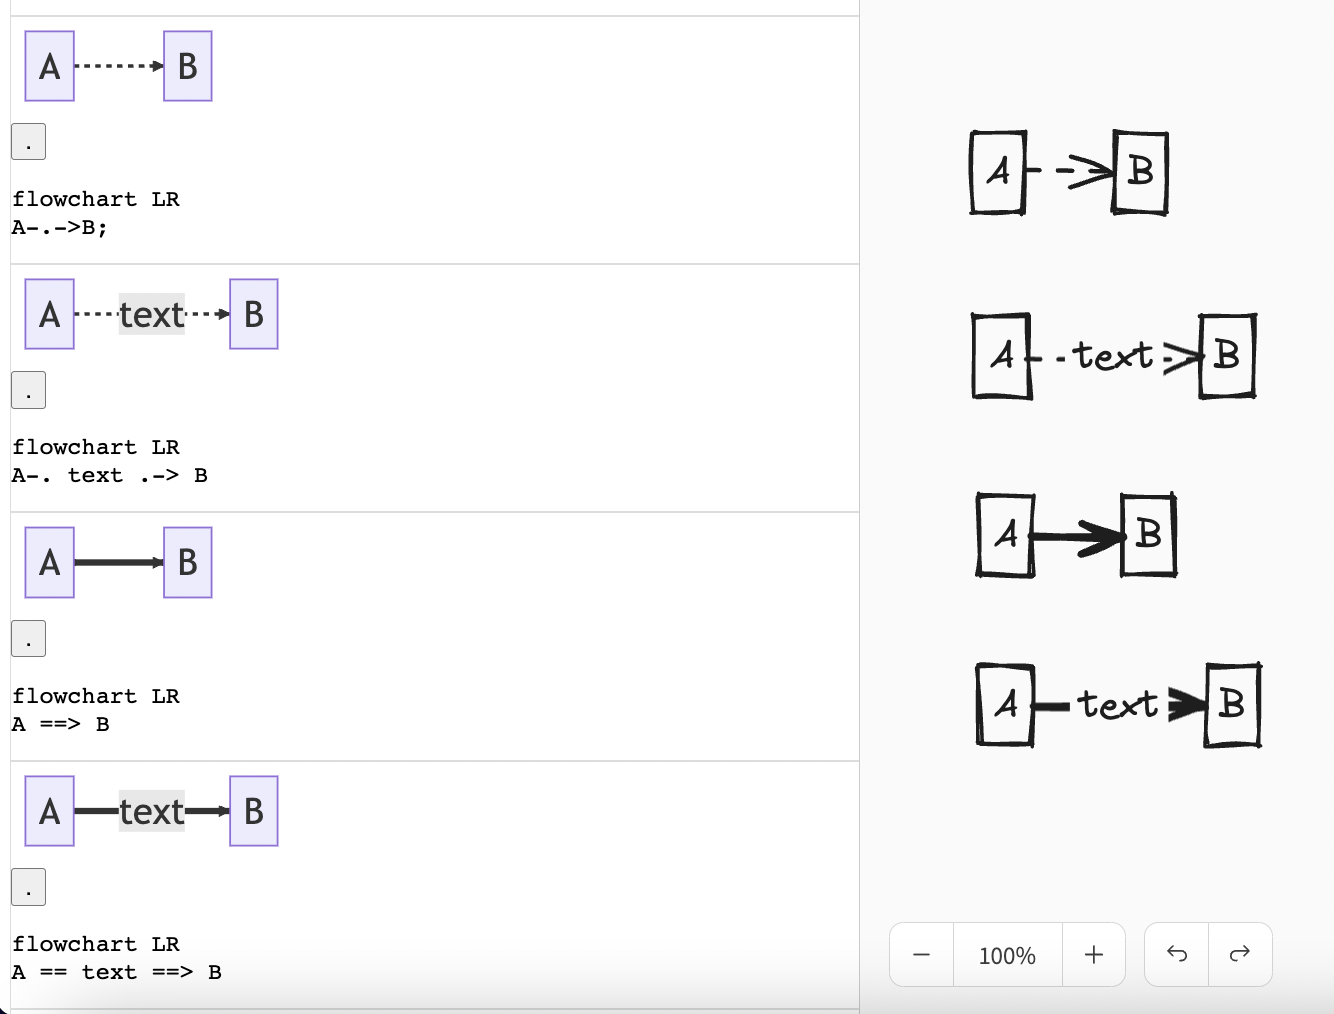 A B
.
flowchart LR
A-.->B;
A text B
.
flowchart LR
A-. text .-> B
A B
.
flowchart LR
A ==> B
A text B
.
flowchart LR
A == text ==> B
A B
A text B
A B
A text B
100%